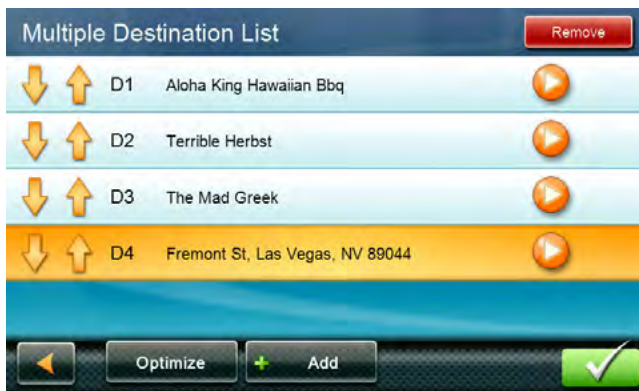 Multiple Destination List Remove
D1 Aloha King Hawaiian Bbq
D2 Terrible Herbst
D3 The Mad Greek
D4 Fremont St, Las Vegas, NV 89044
Optimize + Add